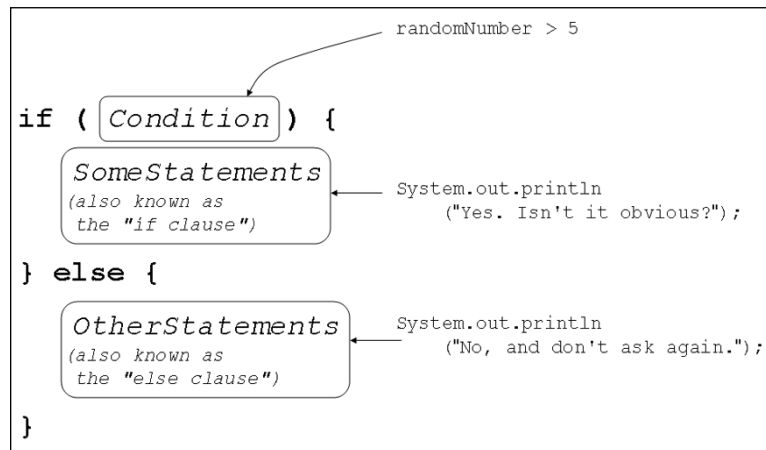 randomNumber > 5
if ( Condition ) {
SomeStatements
(also known as
the "if clause")
System.out.println
("Yes. Isn't it obvious?");
} else {
OtherStatements
(also known as
the "else clause")
System.out.println
("No, and don't ask again.");
}